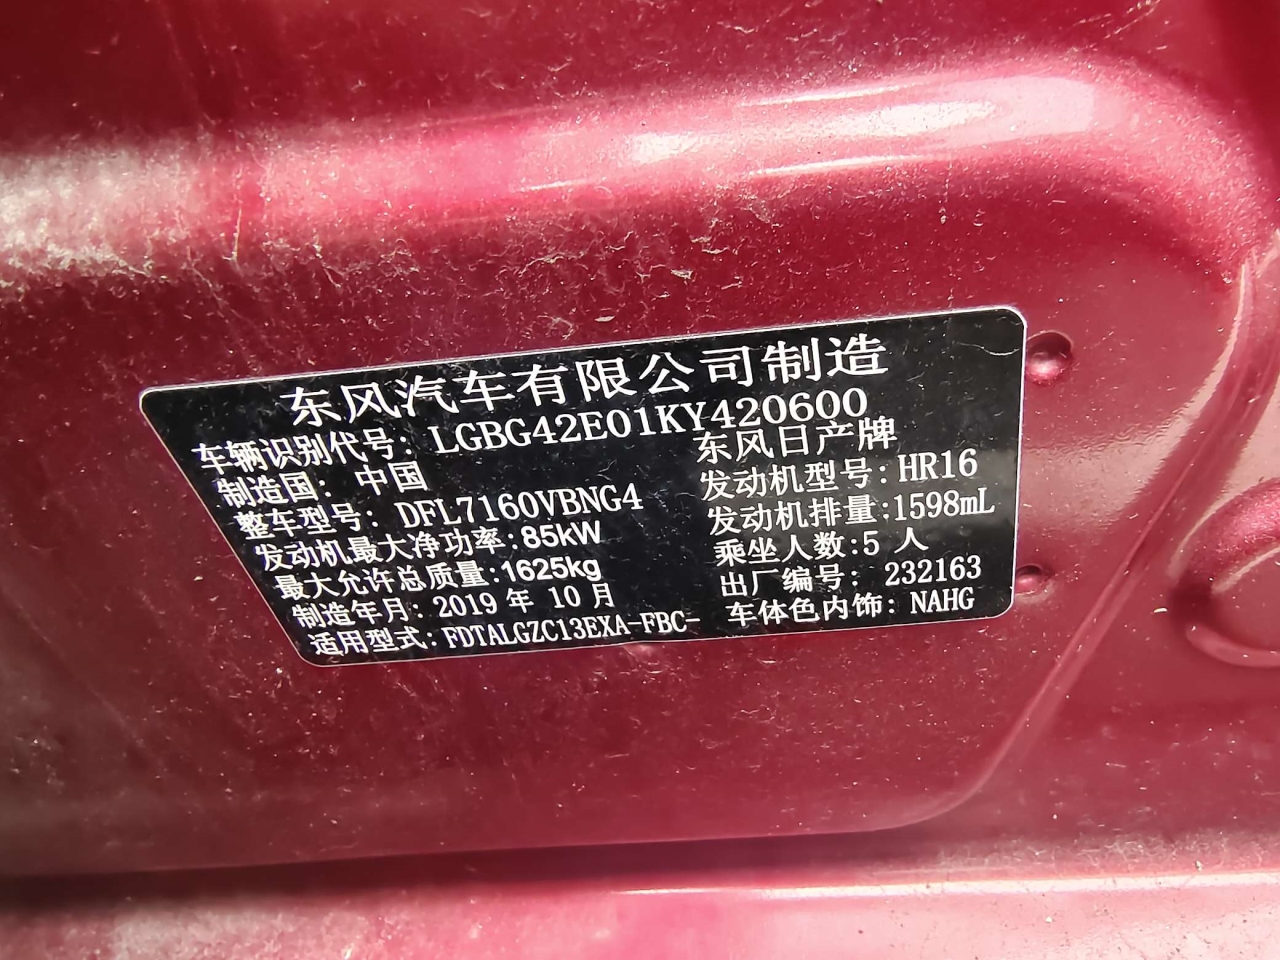 东风汽车有限公司制造
车辆识别代号: LGBG42E01KY420600
制造国: 中国 东风日产牌
整车型号: DFL7160VBNG4 发动机型号: HR16
发动机最大净功率:85kW 发动机排量:1598mL
最大允许总质量:1625kg 乘坐人数:5 人
制造年月: 2019 年 10 月 出厂编号: 232163
适用型式: FDTALGZC13EXA-FBC- 车体色内饰: NAHG